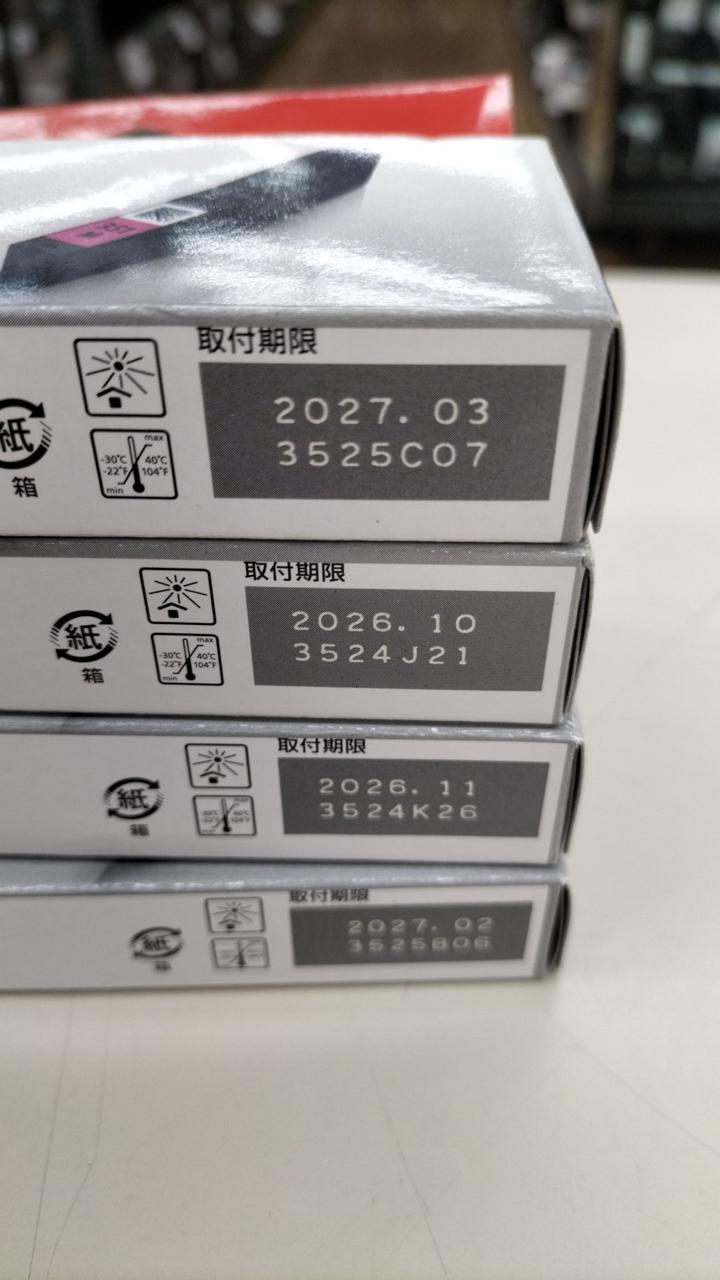 取付期限
2027. 03
3525C07
紙
箱
max
-30℃ 40℃
-22°F 104°F
min
取付期限
2026. 10
3524J21
紙
箱
max
-30℃ 40℃
-22°F 104°F
min
取付期限
2026. 11
3524K26
紙
箱
取付期限
2027. 02
3525B06
紙
箱